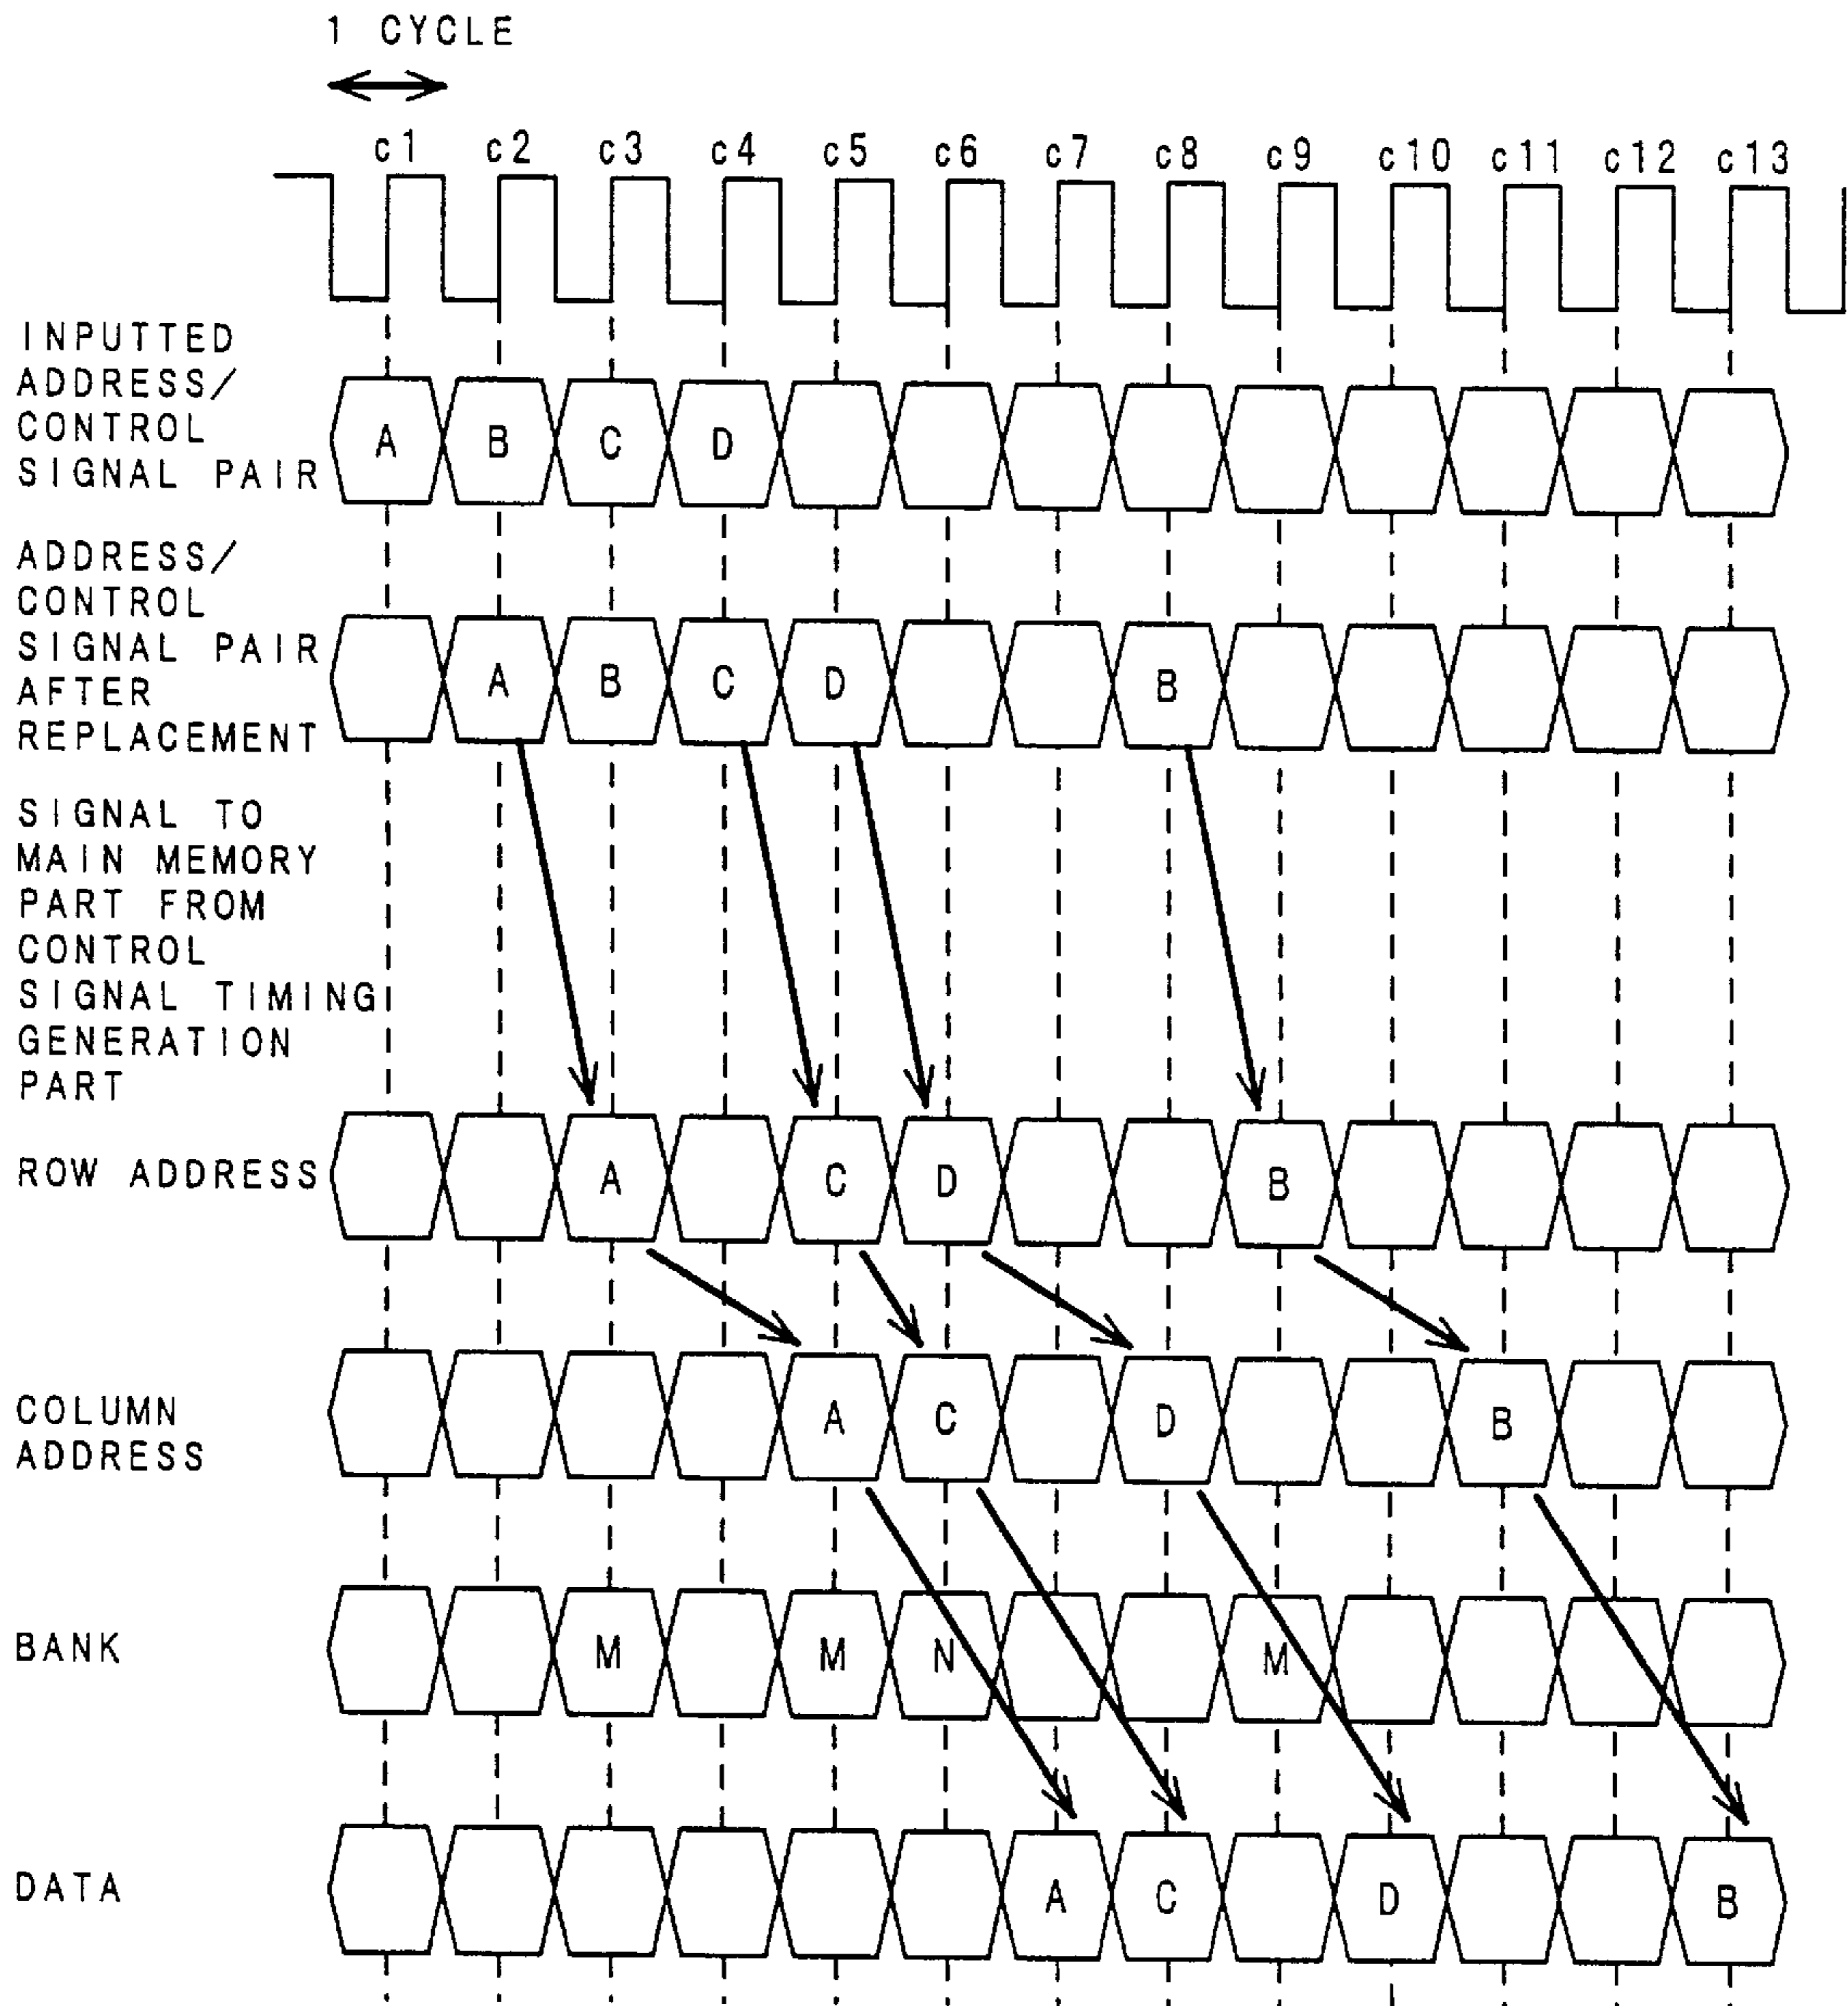 1 CYCLE
c1 c2 c3 c4 c5 c6 c7 c8 c9 c10 c11 c12 c13
INPUTTED
ADDRESS/
CONTROL
SIGNAL PAIR
A B C D
ADDRESS/
CONTROL
SIGNAL PAIR
AFTER
REPLACEMENT
A B C D B
SIGNAL TO
MAIN MEMORY
PART FROM
CONTROL
SIGNAL TIMING
GENERATION
PART
ROW ADDRESS
A C D B
COLUMN
ADDRESS
A C D B
BANK
M M N M
DATA
A C D B